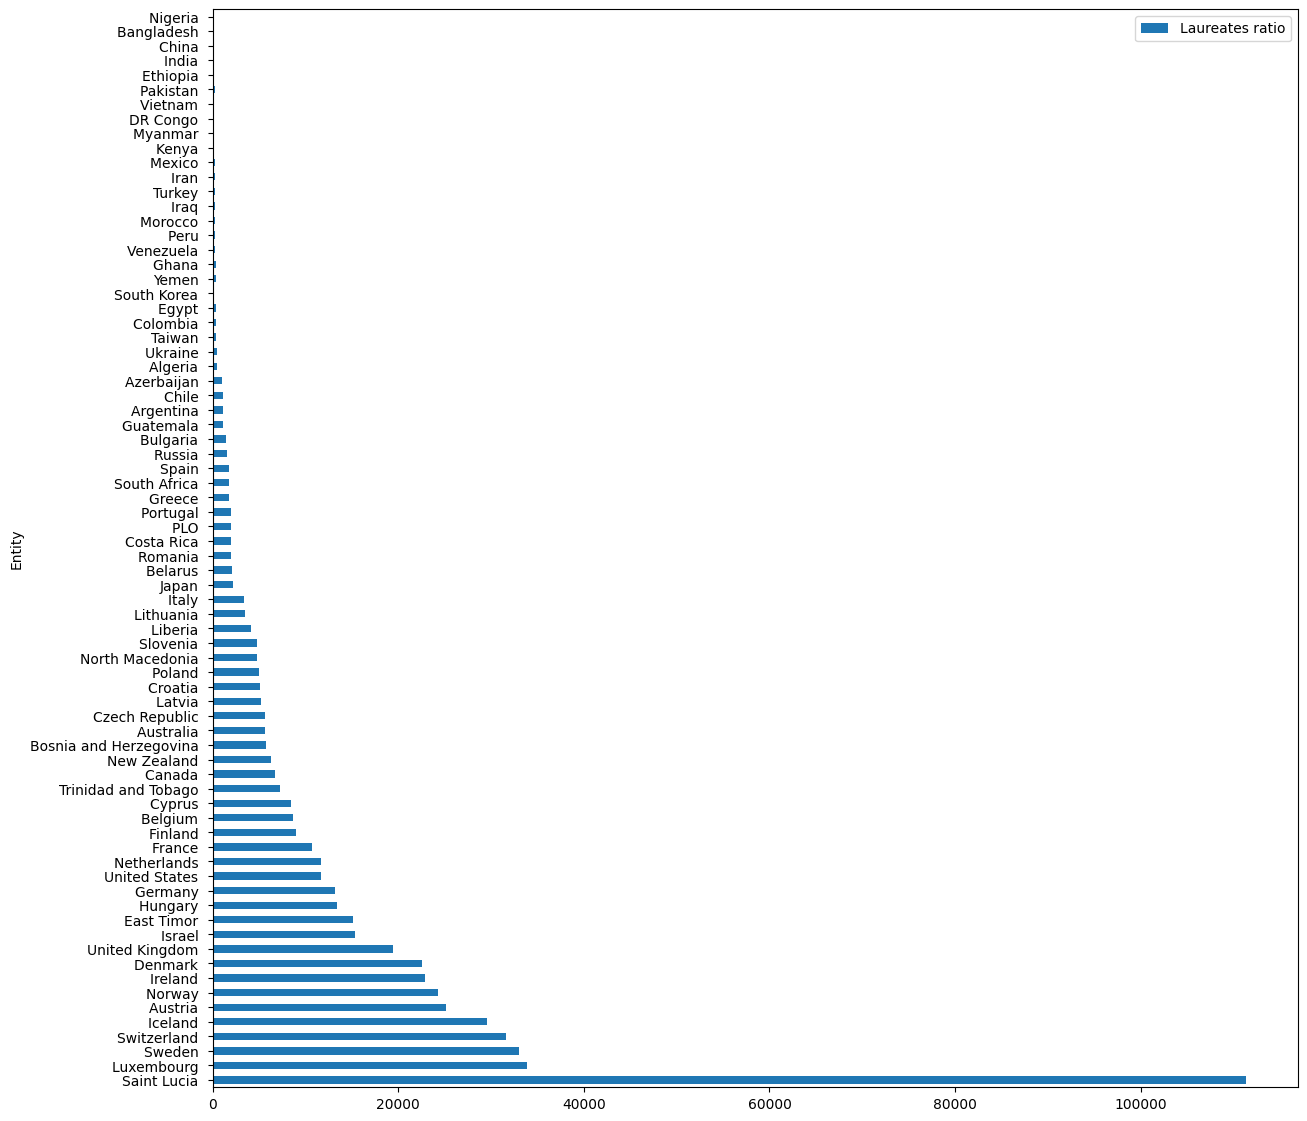 Laureates ratio
Entity
Nigeria
Bangladesh
China
India
Ethiopia
Pakistan
Vietnam
DR Congo
Myanmar
Kenya
Mexico
Iran
Turkey
Iraq
Morocco
Peru
Venezuela
Ghana
Yemen
South Korea
Egypt
Colombia
Taiwan
Ukraine
Algeria
Azerbaijan
Chile
Argentina
Guatemala
Bulgaria
Russia
Spain
South Africa
Greece
Portugal
PLO
Costa Rica
Romania
Belarus
Japan
Italy
Lithuania
Liberia
Slovenia
North Macedonia
Poland
Croatia
Latvia
Czech Republic
Australia
Bosnia and Herzegovina
New Zealand
Canada
Trinidad and Tobago
Cyprus
Belgium
Finland
France
Netherlands
United States
Germany
Hungary
East Timor
Israel
United Kingdom
Denmark
Ireland
Norway
Austria
Iceland
Switzerland
Sweden
Luxembourg
Saint Lucia
0 20000 40000 60000 80000 100000